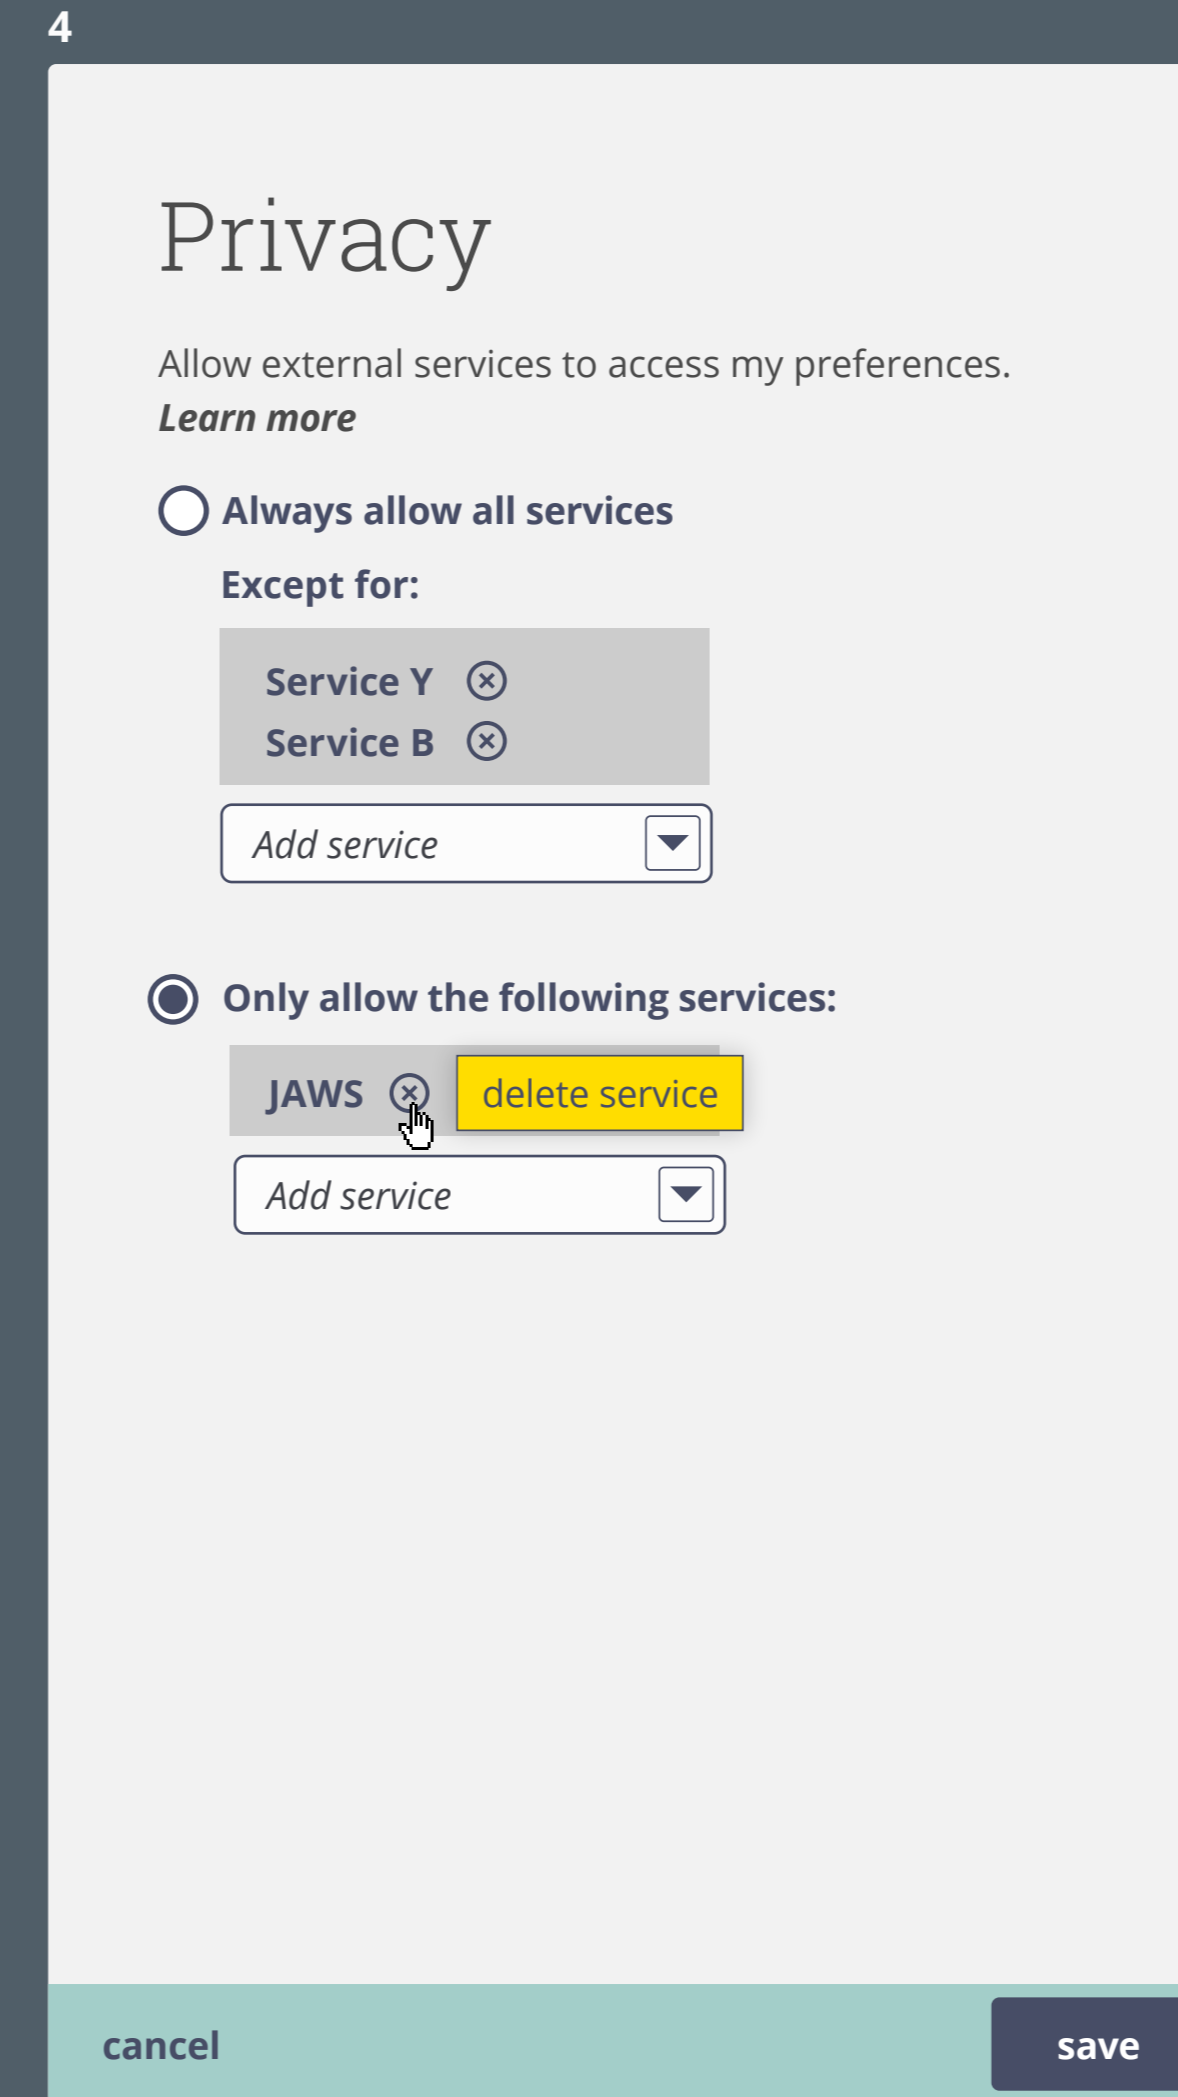 4
Privacy
Allow external services to access my preferences.
Learn more
Always allow all services
Except for:
Service Y
Service B
Add service
Only allow the following services:
JAWS delete service
Add service
cancel save